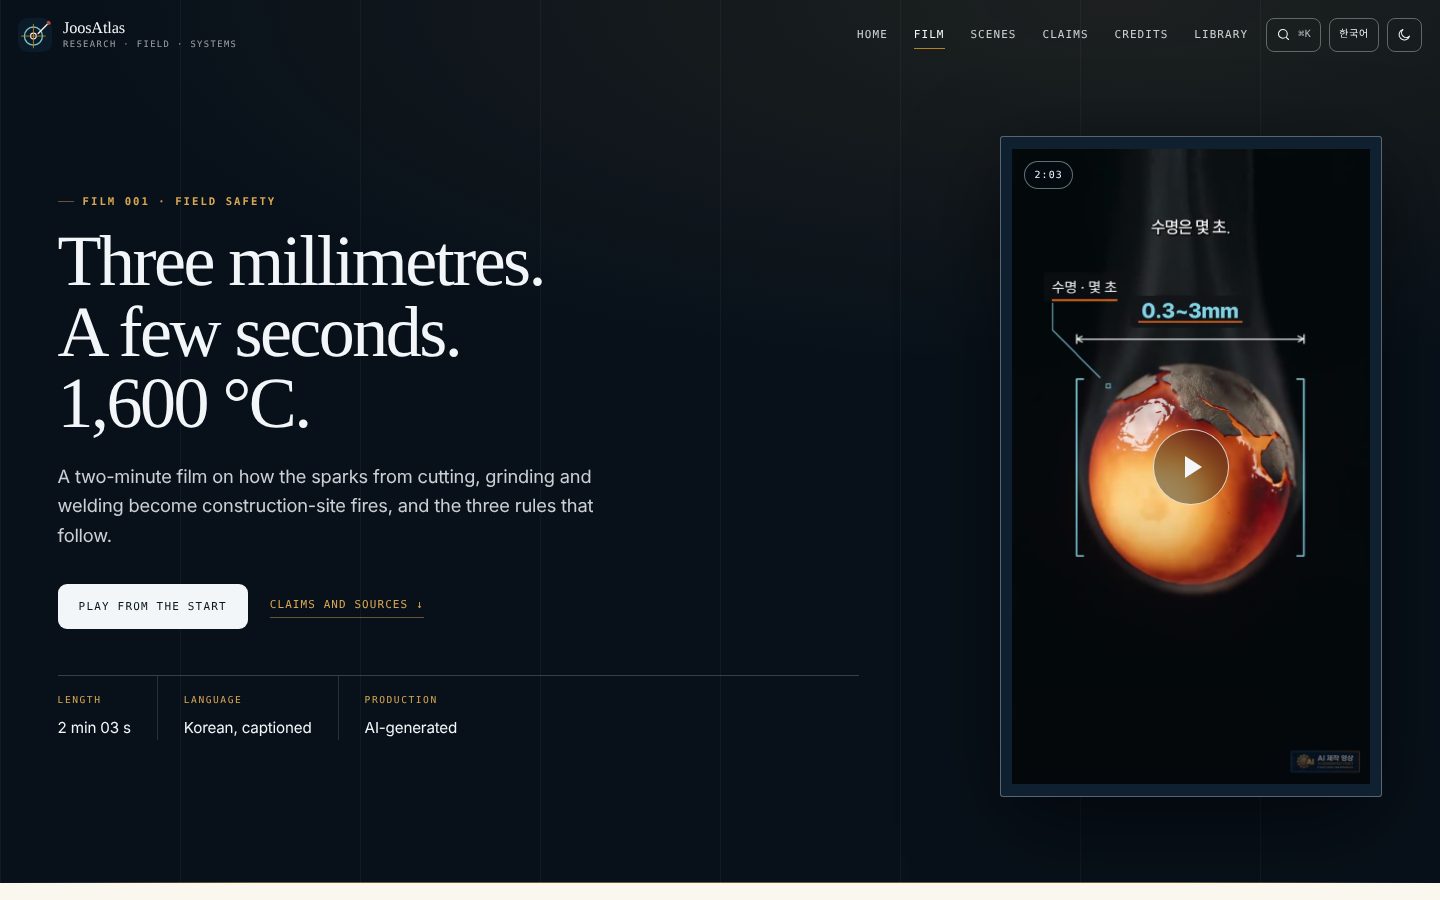 JoosAtlas
RESEARCH · FIELD · SYSTEMS
HOME
FILM
SCENES
CLAIMS
CREDITS
LIBRARY
⌘K
한국어
2:03
수명은 몇 초.
수명 · 몇 초
0.3~3mm
AI 제작 영상
— FILM 001 · FIELD SAFETY
Three millimetres.
A few seconds.
1,600 °C.
A two-minute film on how the sparks from cutting, grinding and
welding become construction-site fires, and the three rules that
follow.
PLAY FROM THE START
CLAIMS AND SOURCES ↓
LENGTH
2 min 03 s
LANGUAGE
Korean, captioned
PRODUCTION
AI-generated